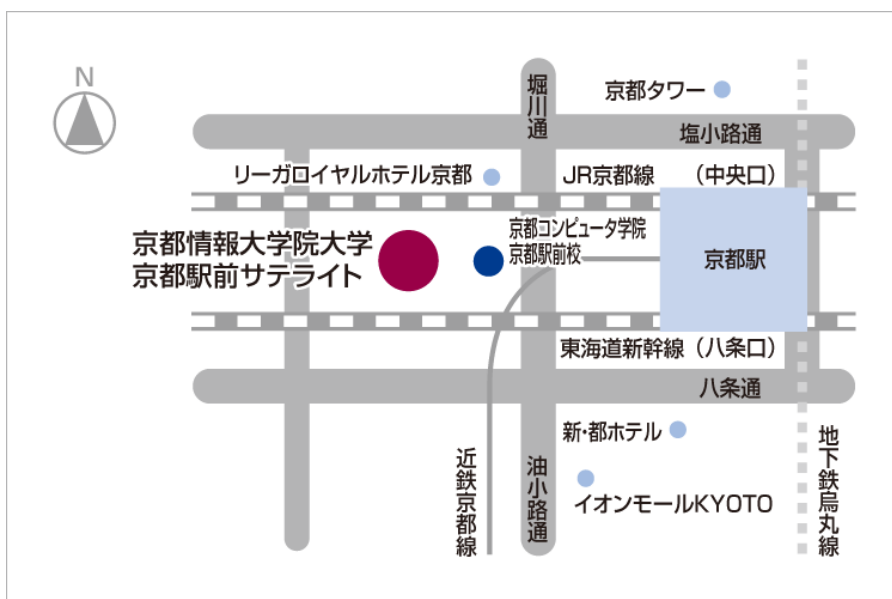 N
堀川通
京都タワー
塩小路通
リーガロイヤルホテル京都
JR京都線
（中央口）
京都情報大学院大学
京都駅前サテライト
京都コンピュータ学院
京都駅前校
京都駅
東海道新幹線
（八条口）
八条通
新・都ホテル
近鉄京都線
油小路通
イオンモールKYOTO
地下鉄烏丸線